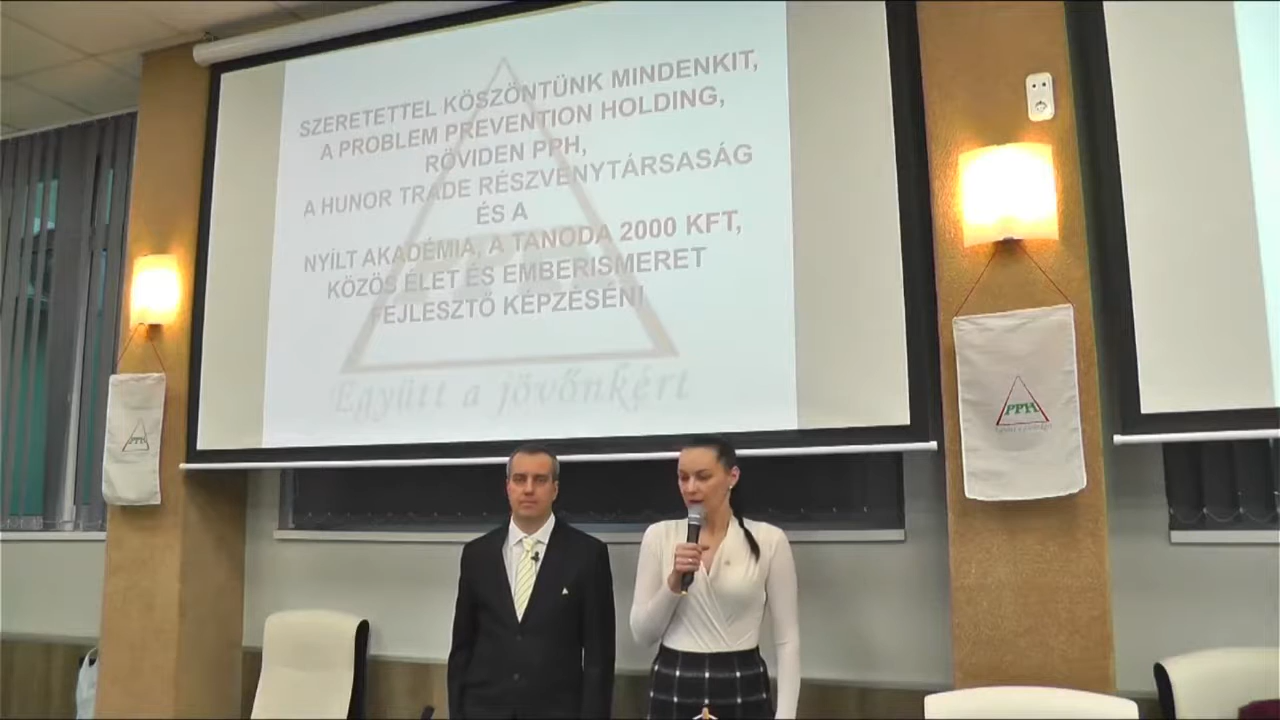 SZERETETTEL KÖSZÖNTÜNK MINDENKIT,
A PROBLEM PREVENTION HOLDING,
RÖVIDEN PPH,
A HUNOR TRADE RÉSZVÉNYTÁRSASÁG
ÉS A
NYÍLT AKADÉMIA, A TANODA 2000 KFT,
KÖZÖS ÉLET ÉS EMBERISMERET
FEJLESZTŐ KÉPZÉSÉN!
Együtt a jövőnkért
PPH
PPH